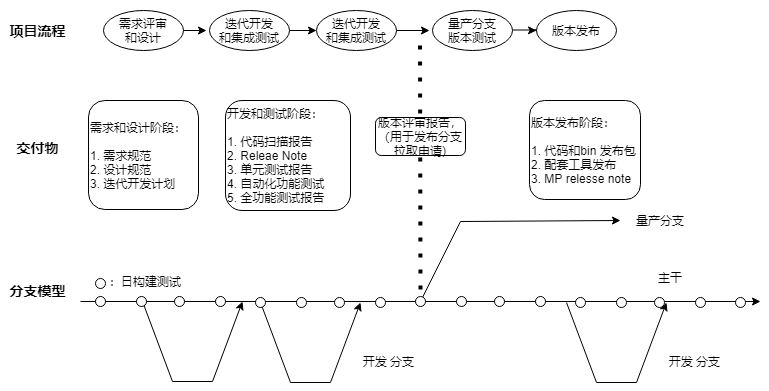 项目流程
需求评审
和设计
迭代开发
和集成测试
迭代开发
和集成测试
量产分支
版本测试
版本发布
交付物
需求和设计阶段：
1. 需求规范
2. 设计规范
3. 迭代开发计划
开发和测试阶段：
1. 代码扫描报告
2. Releae Note
3. 单元测试报告
4. 自动化功能测试
5. 全功能测试报告
版本评审报告，
（用于发布分支
拉取申请）
版本发布阶段：
1. 代码和bin 发布包
2. 配套工具发布
3. MP relesse note
量产分支
分支模型
：日构建测试
主干
开发 分支
开发 分支